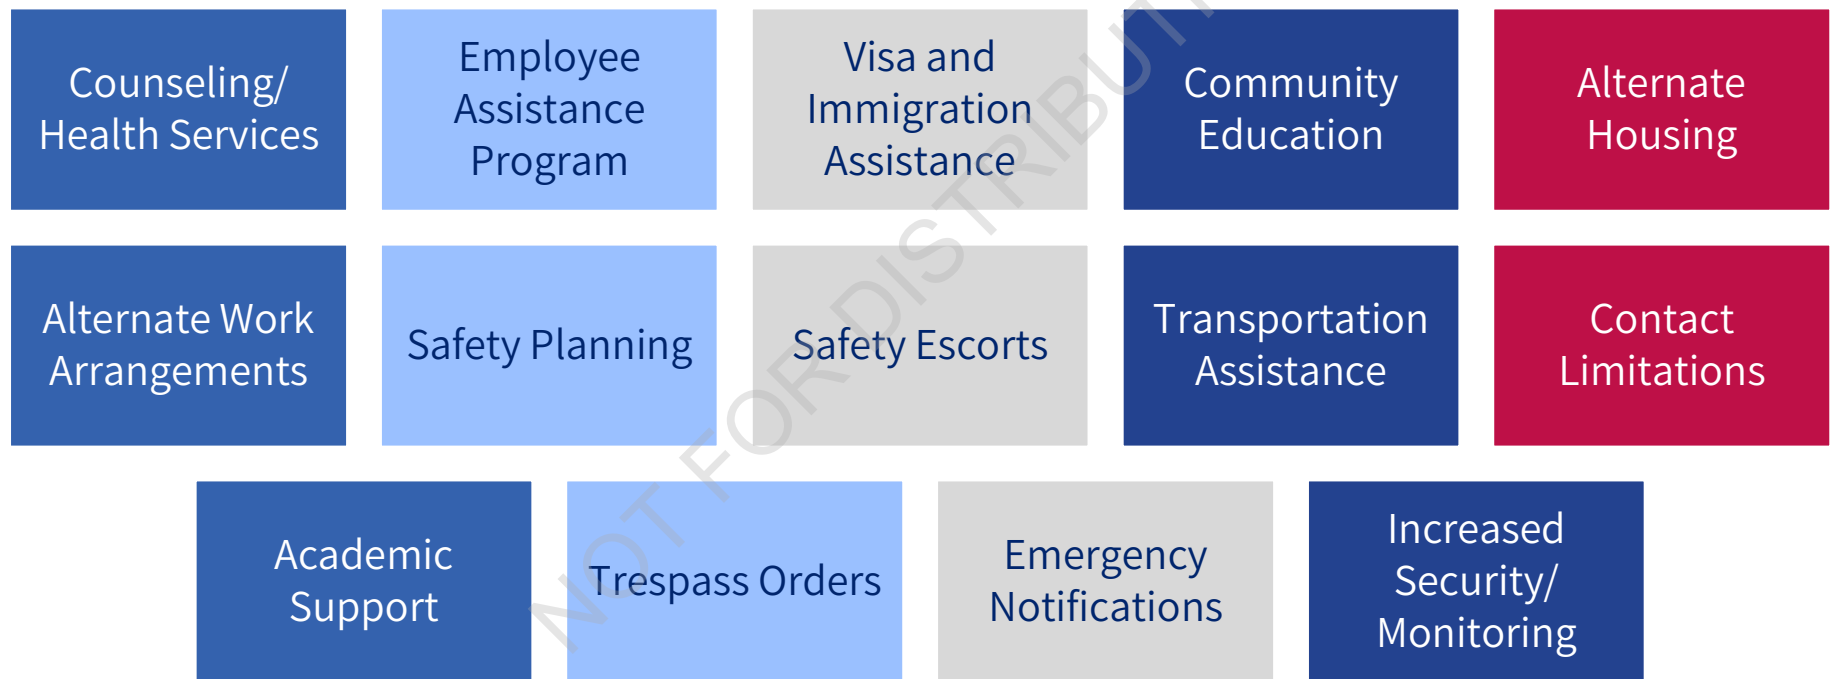 Counseling/
Health Services
Employee
Assistance
Program
Visa and
Immigration
Assistance
Community
Education
Alternate
Housing
Alternate Work
Arrangements
Safety Planning
Safety Escorts
Transportation
Assistance
Contact
Limitations
Academic
Support
Trespass Orders
Emergency
Notifications
Increased
Security/
Monitoring
NOT FOR DISTRIBUTI